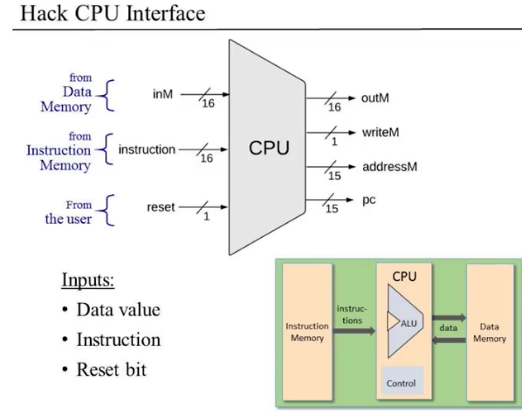 Hack CPU Interface
from
Data
Memory
inM
16
from
Instruction
Memory
instruction
16
From
the user
reset
1
CPU
16
outM
1
writeM
15
addressM
15
pc
Inputs:
• Data value
• Instruction
• Reset bit
Instruction
Memory
instruc-
tions
CPU
ALU
Control
data
Data
Memory